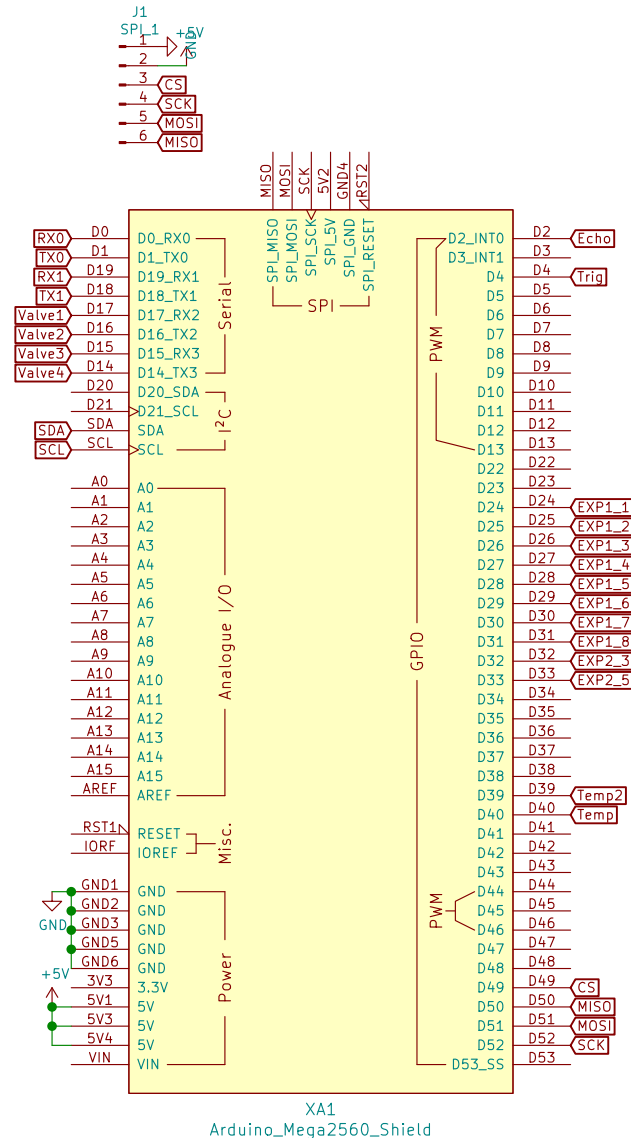 J1
SPI_1
1 +5V
GND
2
3 CS
4 SCK
5 MOSI
6 MISO
MISO MOSI SCK 5V2 GND4 RST2
SPI_MISO SPI_MOSI SPI_SCK SPI_5V SPI_GND SPI_RESET
SPI
RX0 D0 D0_RX0 D2_INT0 D2 Echo
TX0 D1 D1_TX0 D3_INT1 D3
RX1 D19 D19_RX1 D4 D4 Trig
TX1 D18 D18_TX1 D5 D5
Valve1 D17 D17_RX2 D6 D6
Valve2 D16 D16_TX2 D7 D7
Valve3 D15 D15_RX3 D8 D8
Valve4 D14 D14_TX3 D9 D9
Serial
PWM
D20 D20_SDA D10 D10
D21 D21_SCL D11 D11
SDA SDA SDA D12 D12
SCL SCL SCL D13 D13
I²C
D22 D22
A0 A0 D23 D23
A1 A1 D24 D24 EXP1_1
A2 A2 D25 D25 EXP1_2
A3 A3 D26 D26 EXP1_3
A4 A4 D27 D27 EXP1_4
A5 A5 D28 D28 EXP1_5
A6 A6 D29 D29 EXP1_6
A7 A7 D30 D30 EXP1_7
A8 A8 D31 D31 EXP1_8
A9 A9 D32 D32 EXP2_3
A10 A10 D33 D33 EXP2_5
Analogue I/O
GPIO
A11 A11 D34 D34
A12 A12 D35 D35
A13 A13 D36 D36
A14 A14 D37 D37
A15 A15 D38 D38
AREF AREF D39 D39 Temp2
D40 D40 Temp
RST1 RESET D41 D41
IORF IOREF D42 D42
Misc.
D43 D43
GND1 GND D44 D44
GND2 GND D45 D45
GND
PWM
GND3 GND D46 D46
GND5 GND D47 D47
GND6 GND D48 D48
+5V
3V3 3.3V D49 D49 CS
Power
5V1 5V D50 D50 MISO
5V3 5V D51 D51 MOSI
5V4 5V D52 D52 SCK
VIN VIN D53_SS D53
XA1
Arduino_Mega2560_Shield